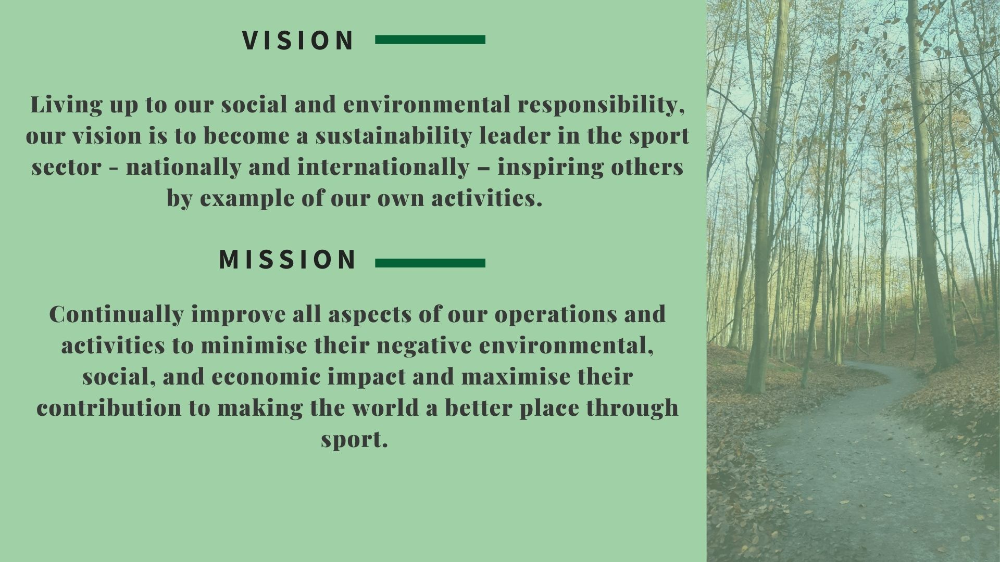 VISION
Living up to our social and environmental responsibility,
our vision is to become a sustainability leader in the sport
sector - nationally and internationally – inspiring others
by example of our own activities.
MISSION
Continually improve all aspects of our operations and
activities to minimise their negative environmental,
social, and economic impact and maximise their
contribution to making the world a better place through
sport.